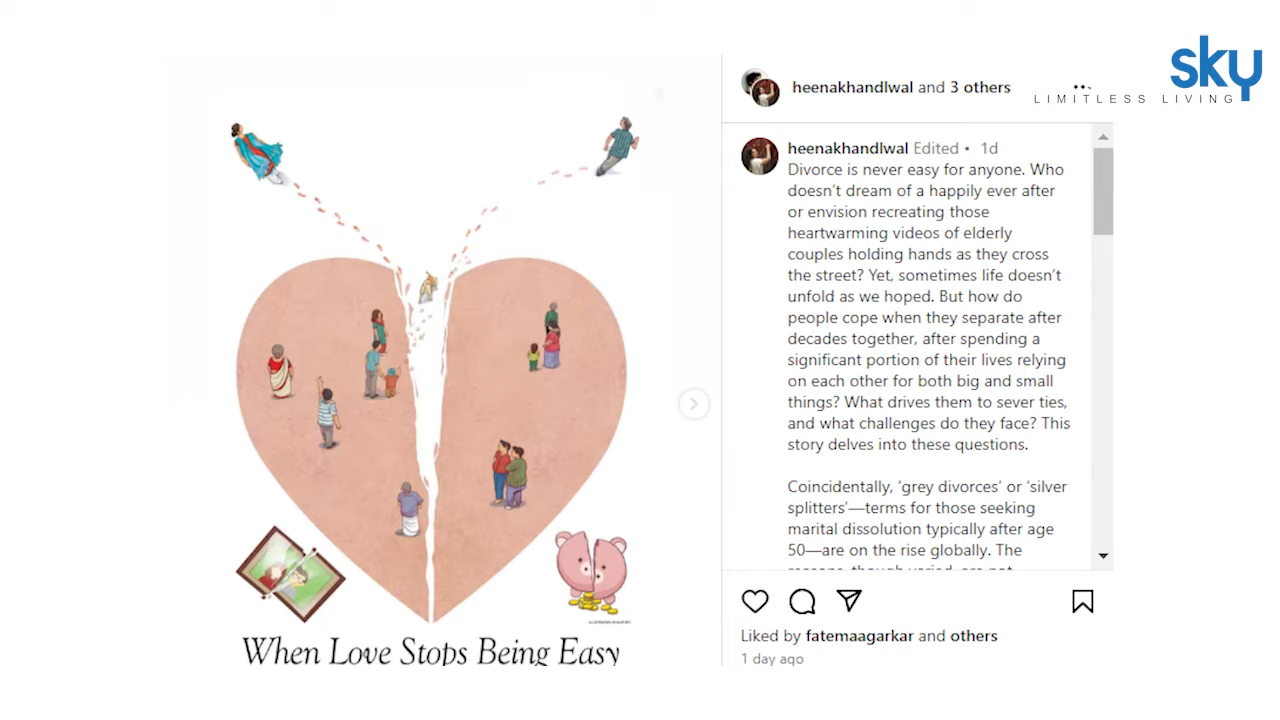 sky
LIMITLESS LIVING
heenakhandlwal and 3 others
heenakhandlwal Edited • 1d
Divorce is never easy for anyone. Who
doesn’t dream of a happily ever after
or envision recreating those
heartwarming videos of elderly
couples holding hands as they cross
the street? Yet, sometimes life doesn’t
unfold as we hoped. But how do
people cope when they separate after
decades together, after spending a
significant portion of their lives relying
on each other for both big and small
things? What drives them to sever ties,
and what challenges do they face? This
story delves into these questions.
Coincidentally, ‘grey divorces’ or ‘silver
splitters’—terms for those seeking
marital dissolution typically after age
50—are on the rise globally. The
When Love Stops Being Easy
Liked by fatemaagarkar and others
1 day ago